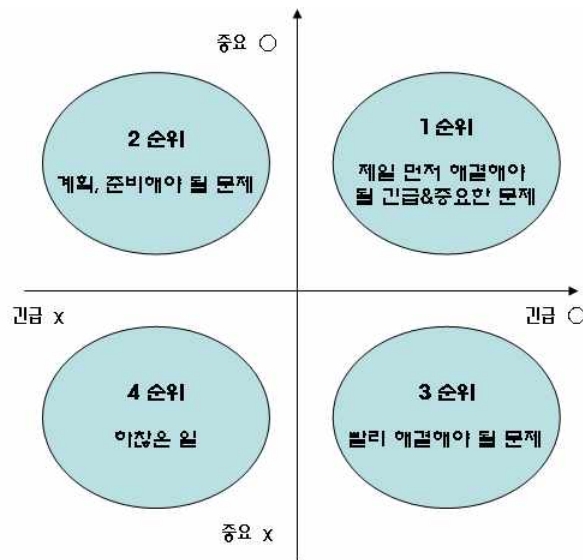 중요 ○
2 순위
계획, 준비해야 될 문제
1 순위
제일 먼저 해결해야
될 긴급&중요한 문제
긴급 x
긴급 ○
4 순위
하찮은 일
3 순위
빨리 해결해야 될 문제
중요 x